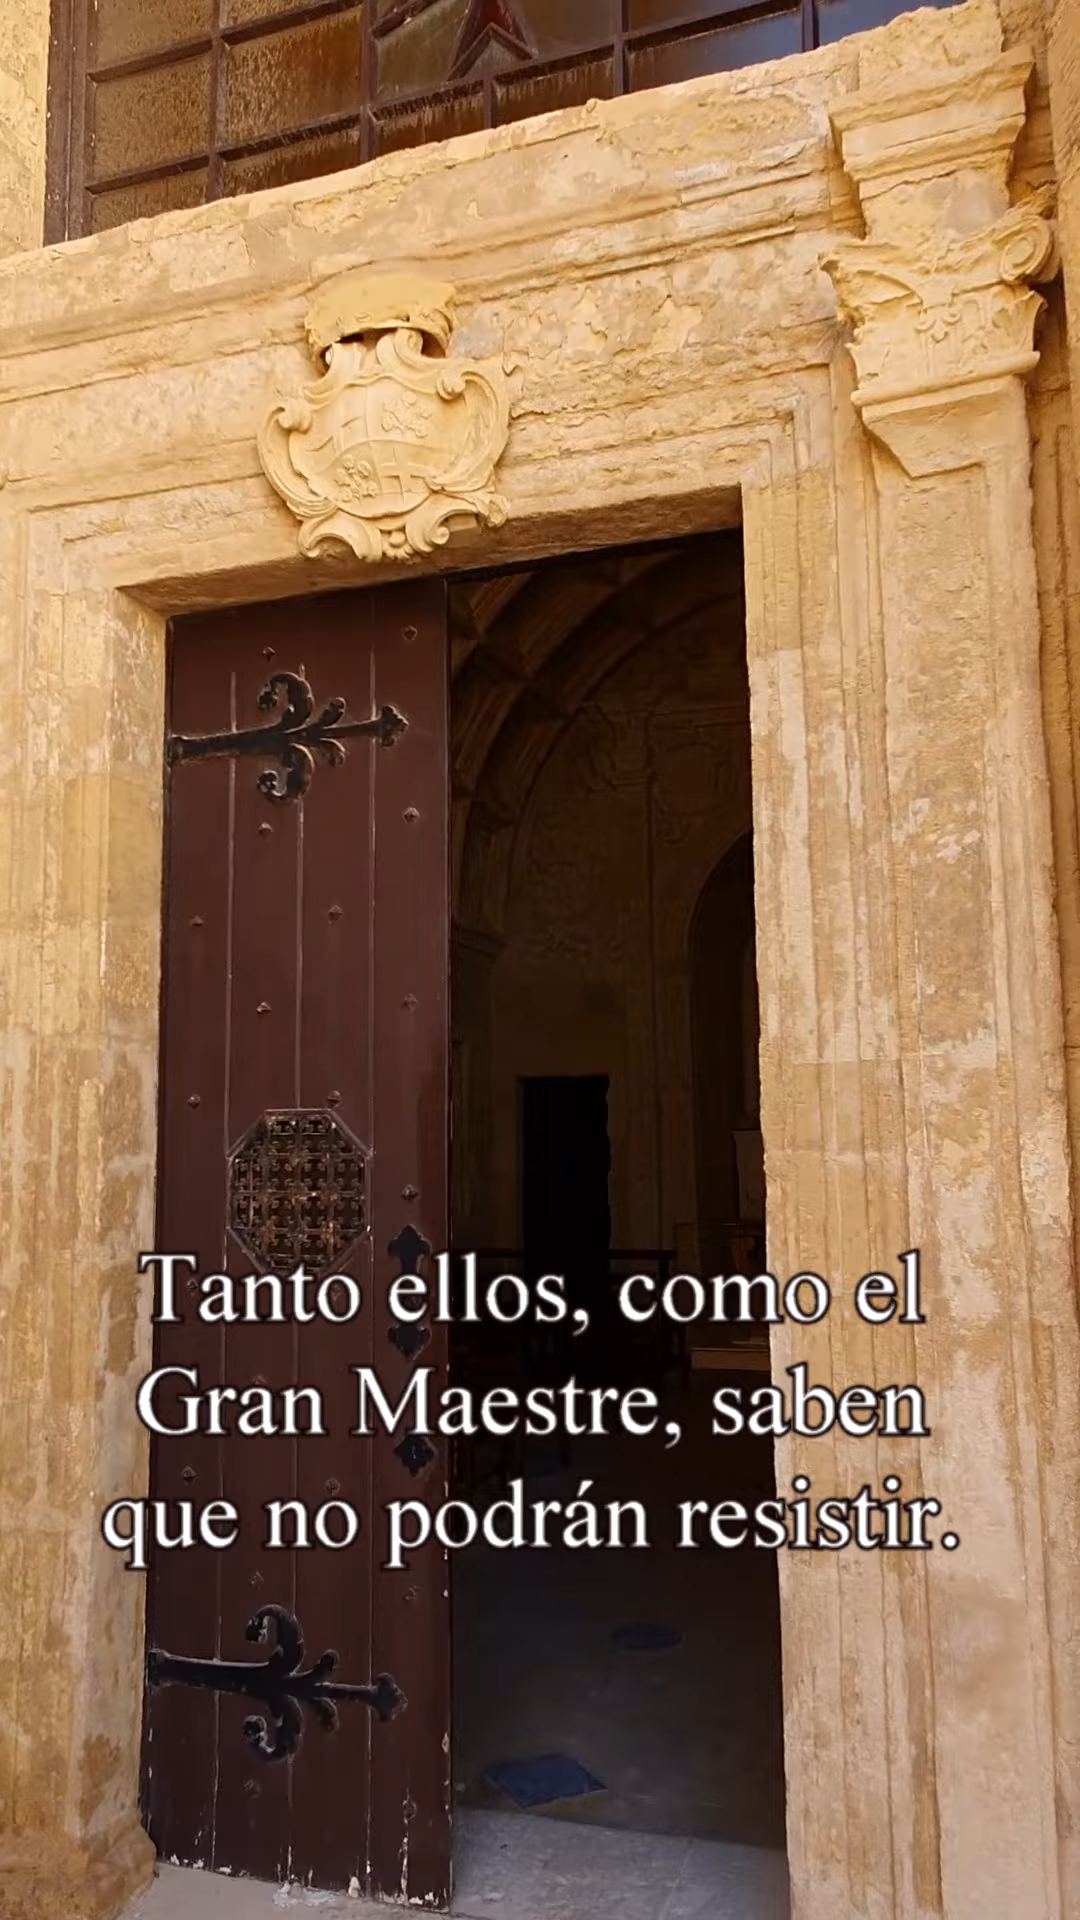 Tanto ellos, como el
Gran Maestre, saben
que no podrán resistir.